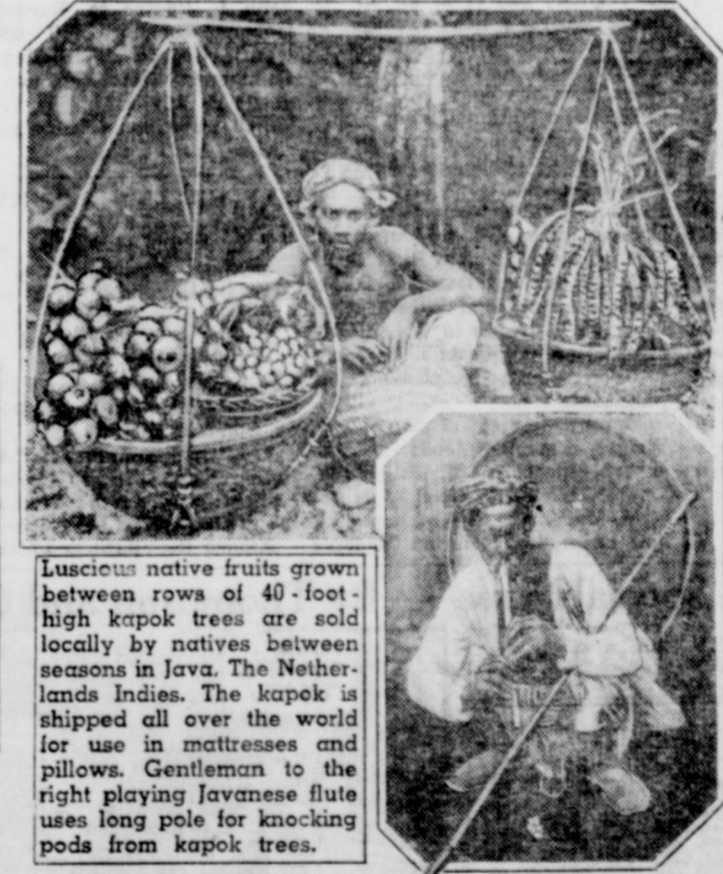 Luscious native fruits grown
between rows of 40-foot-
high kapok trees are sold
locally by natives between
seasons in Java. The Nether-
lands Indies. The kapok is
shipped all over the world
for use in mattresses and
pillows. Gentleman to the
right playing Javanese flute
uses long pole for knocking
pods from kapok trees.